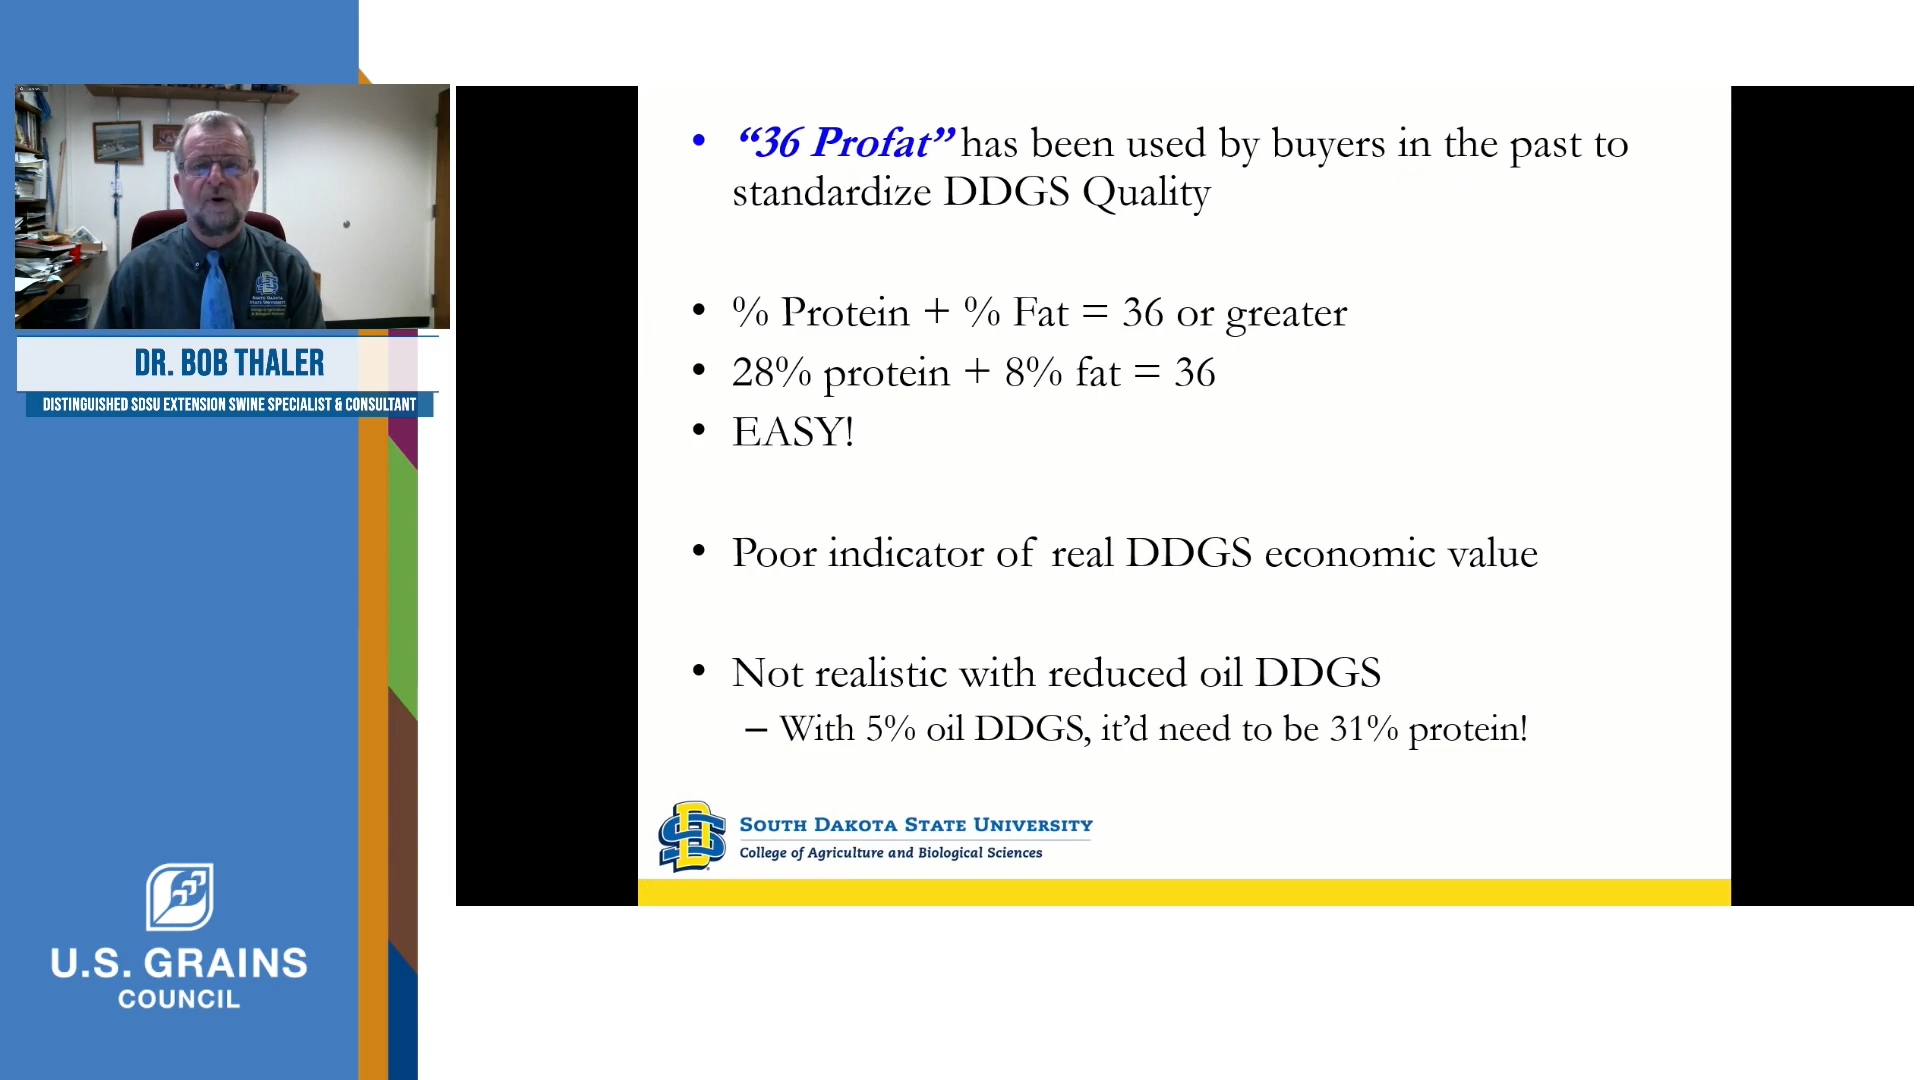 DR. BOB THALER
DISTINGUISHED SDSU EXTENSION SWINE SPECIALIST & CONSULTANT
U.S. GRAINS
COUNCIL
• “36 Profat” has been used by buyers in the past to
standardize DDGS Quality
• % Protein + % Fat = 36 or greater
• 28% protein + 8% fat = 36
• EASY!
• Poor indicator of real DDGS economic value
• Not realistic with reduced oil DDGS
– With 5% oil DDGS, it’d need to be 31% protein!
SOUTH DAKOTA STATE UNIVERSITY
College of Agriculture and Biological Sciences